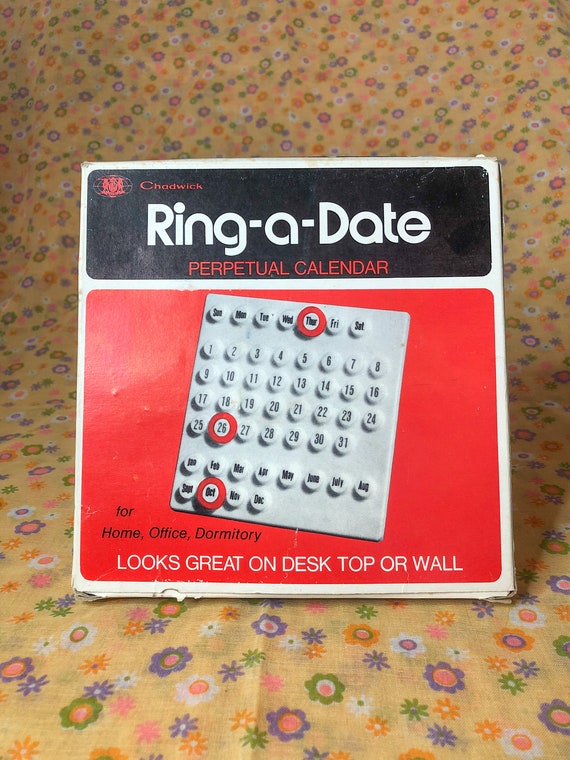 Chadwick
Ring-a-Date
PERPETUAL CALENDAR
Sun Mon Tue Wed Thur Fri Sat
1 2 3 4 5 6 7 8
9 10 11 12 13 14 15 16
17 18 19 20 21 22 23 24
25 26 27 28 29 30 31
Jan Feb Mar Apr May June July Aug
Sept Oct Nov Dec
for
Home, Office, Dormitory
LOOKS GREAT ON DESK TOP OR WALL